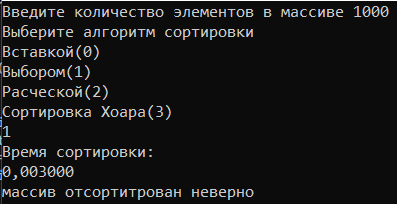 Введите количество элементов в массиве 1000
Выберите алгоритм сортировки
Вставкой(0)
Выбором(1)
Расческой(2)
Сортировка Хоара(3)
1
Время сортировки:
0,003000
массив отсортитрован неверно